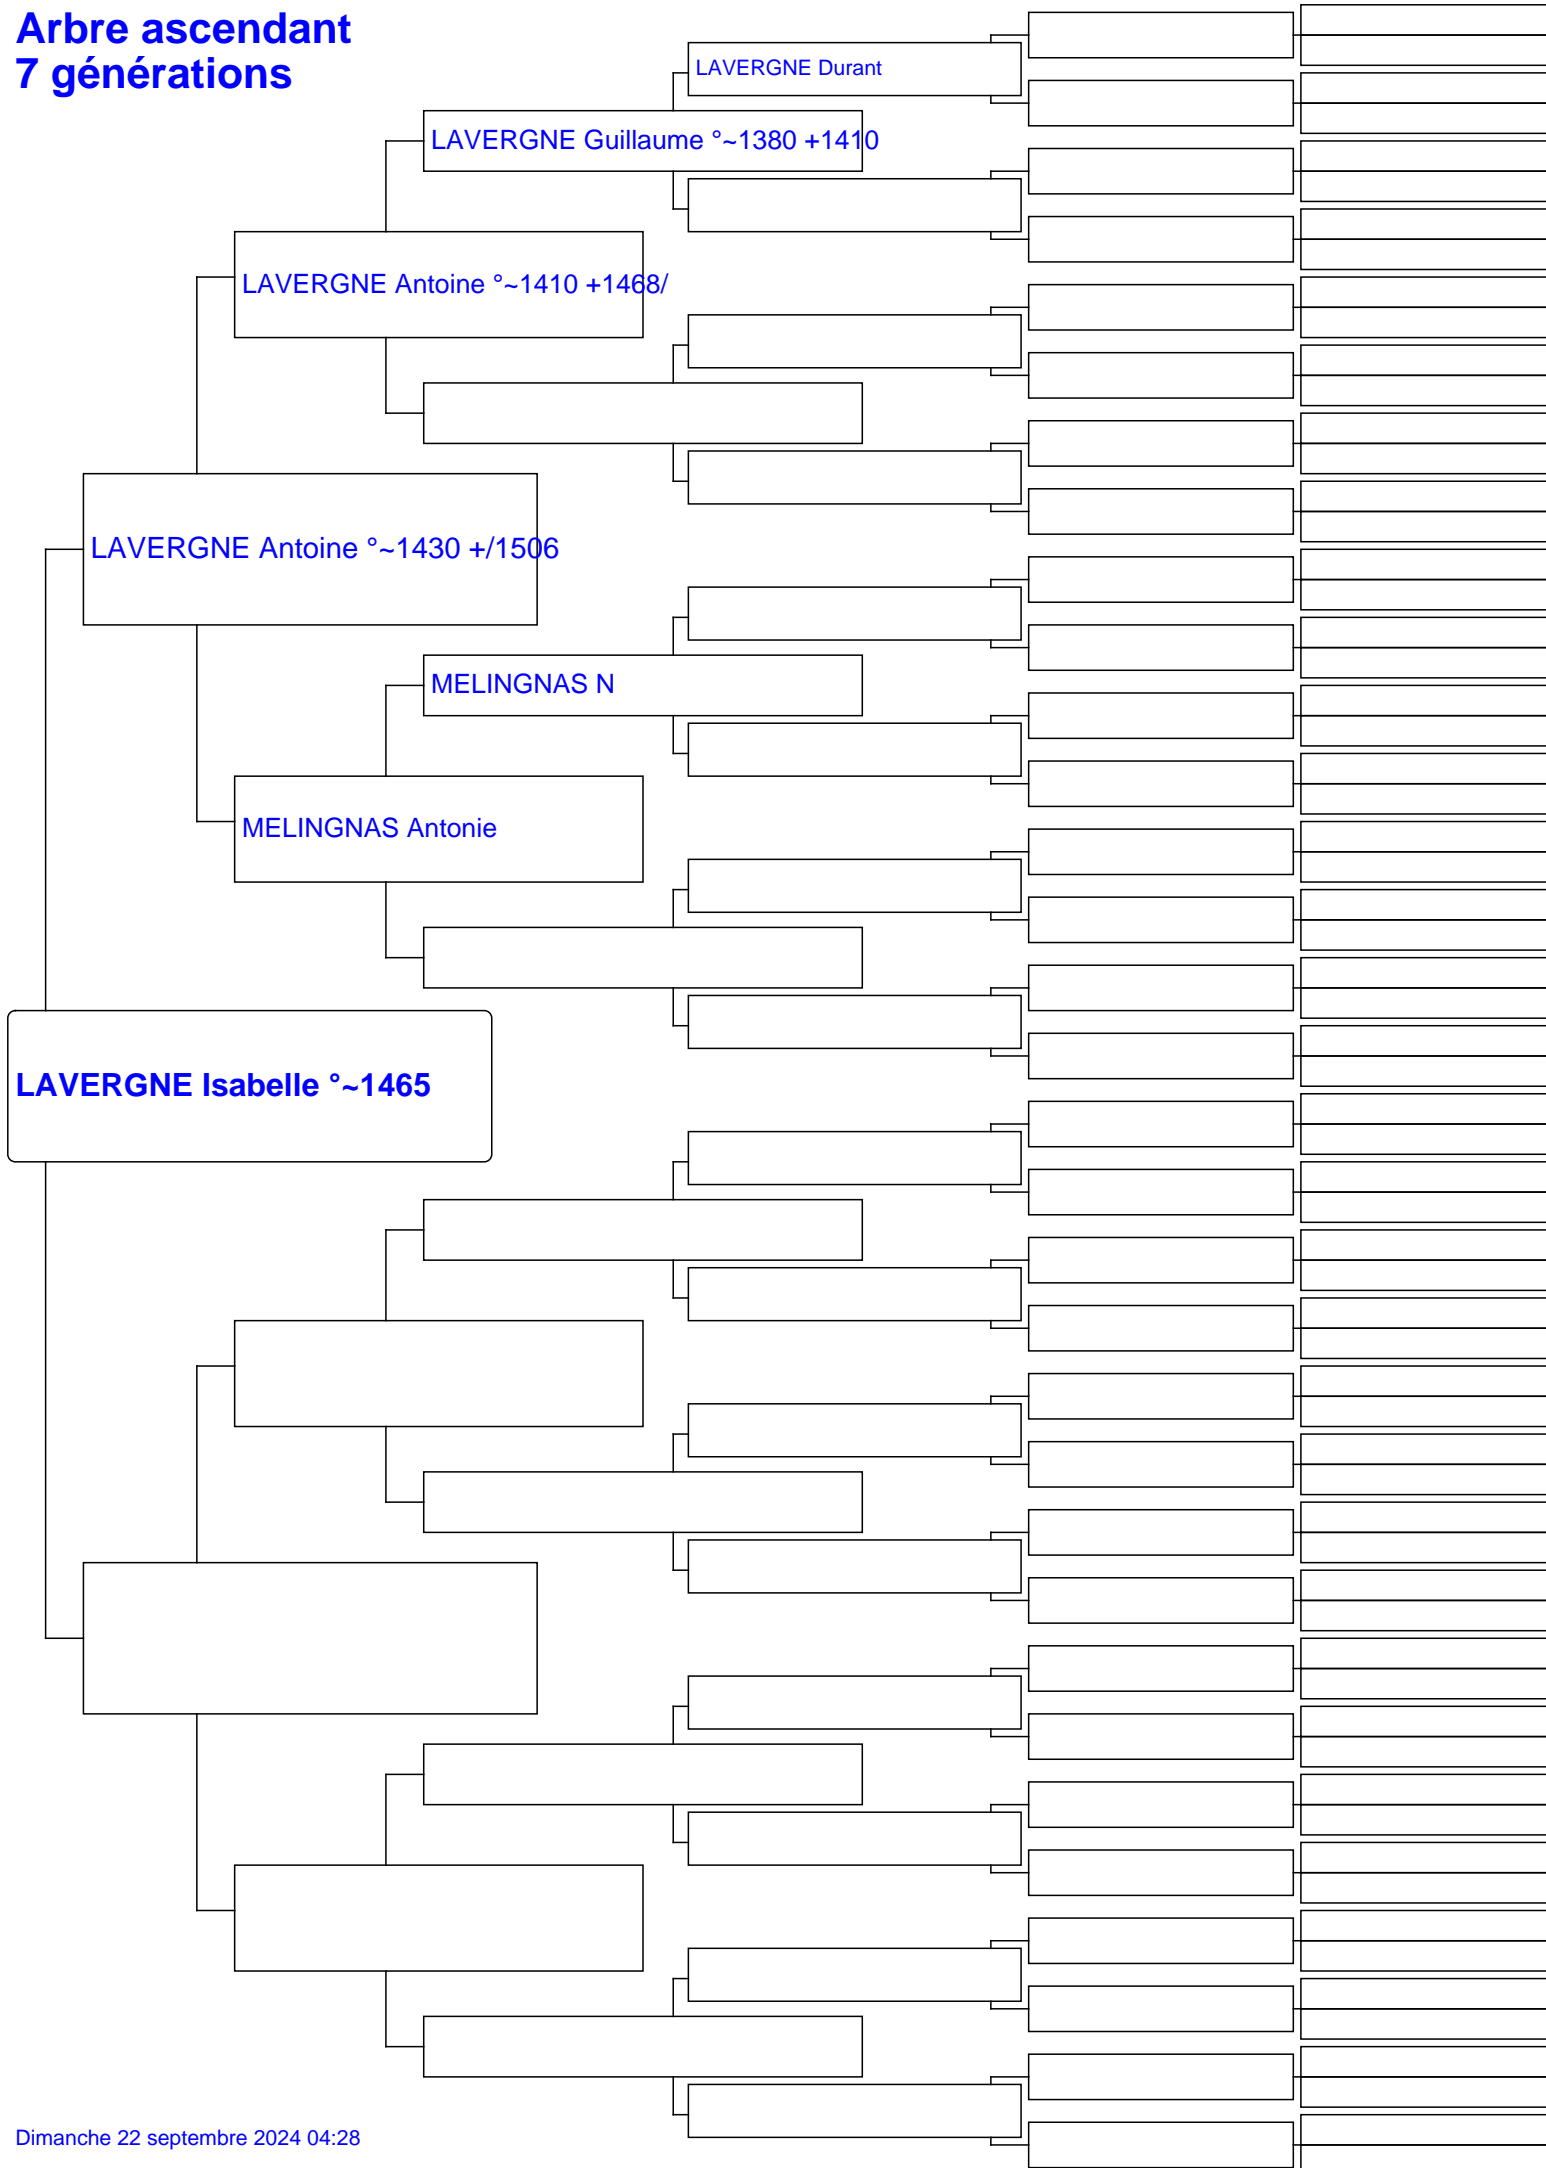 Arbre ascendant
7 générations
LAVERGNE Durant
LAVERGNE Guillaume °~1380 +1410
LAVERGNE Antoine °~1410 +1468/
LAVERGNE Antoine °~1430 +/1506
MELINGNAS N
MELINGNAS Antonie
LAVERGNE Isabelle °~1465
Dimanche 22 septembre 2024 04:28